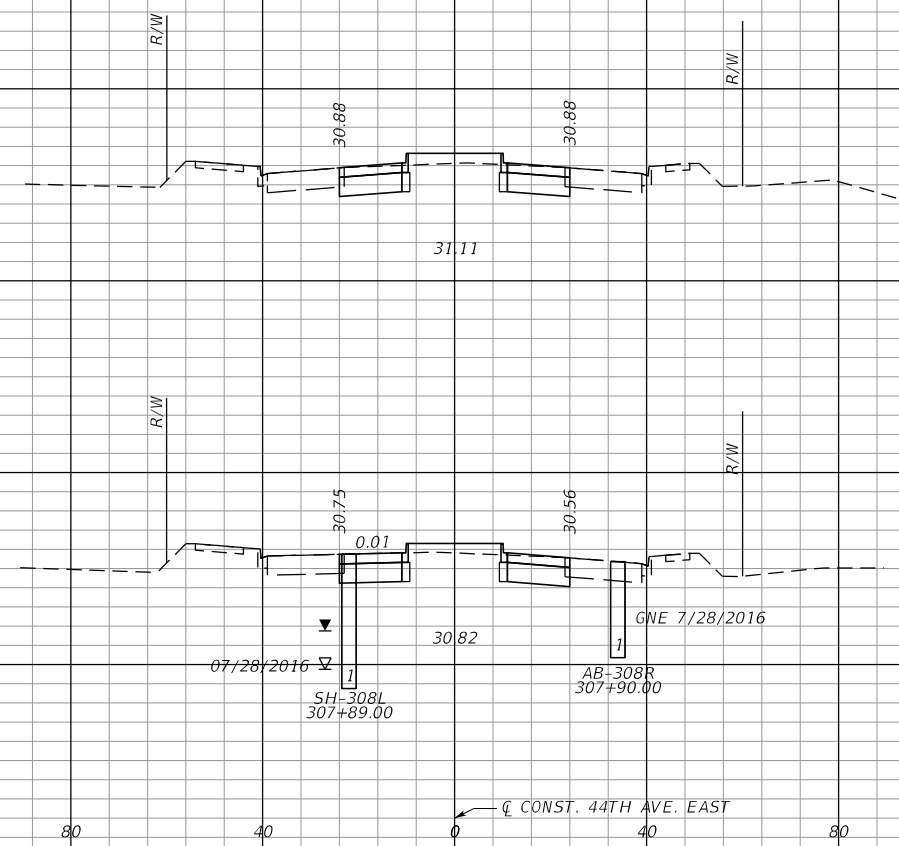 R/W
R/W
30.88
30.88
31.11
R/W
R/W
30.75
30.56
0.01
GNE 7/28/2016
30.82
1
07/28/2016
1
AB-308R
307+90.00
SH-308L
307+89.00
℄ CONST. 44TH AVE. EAST
80 40 0 40 80